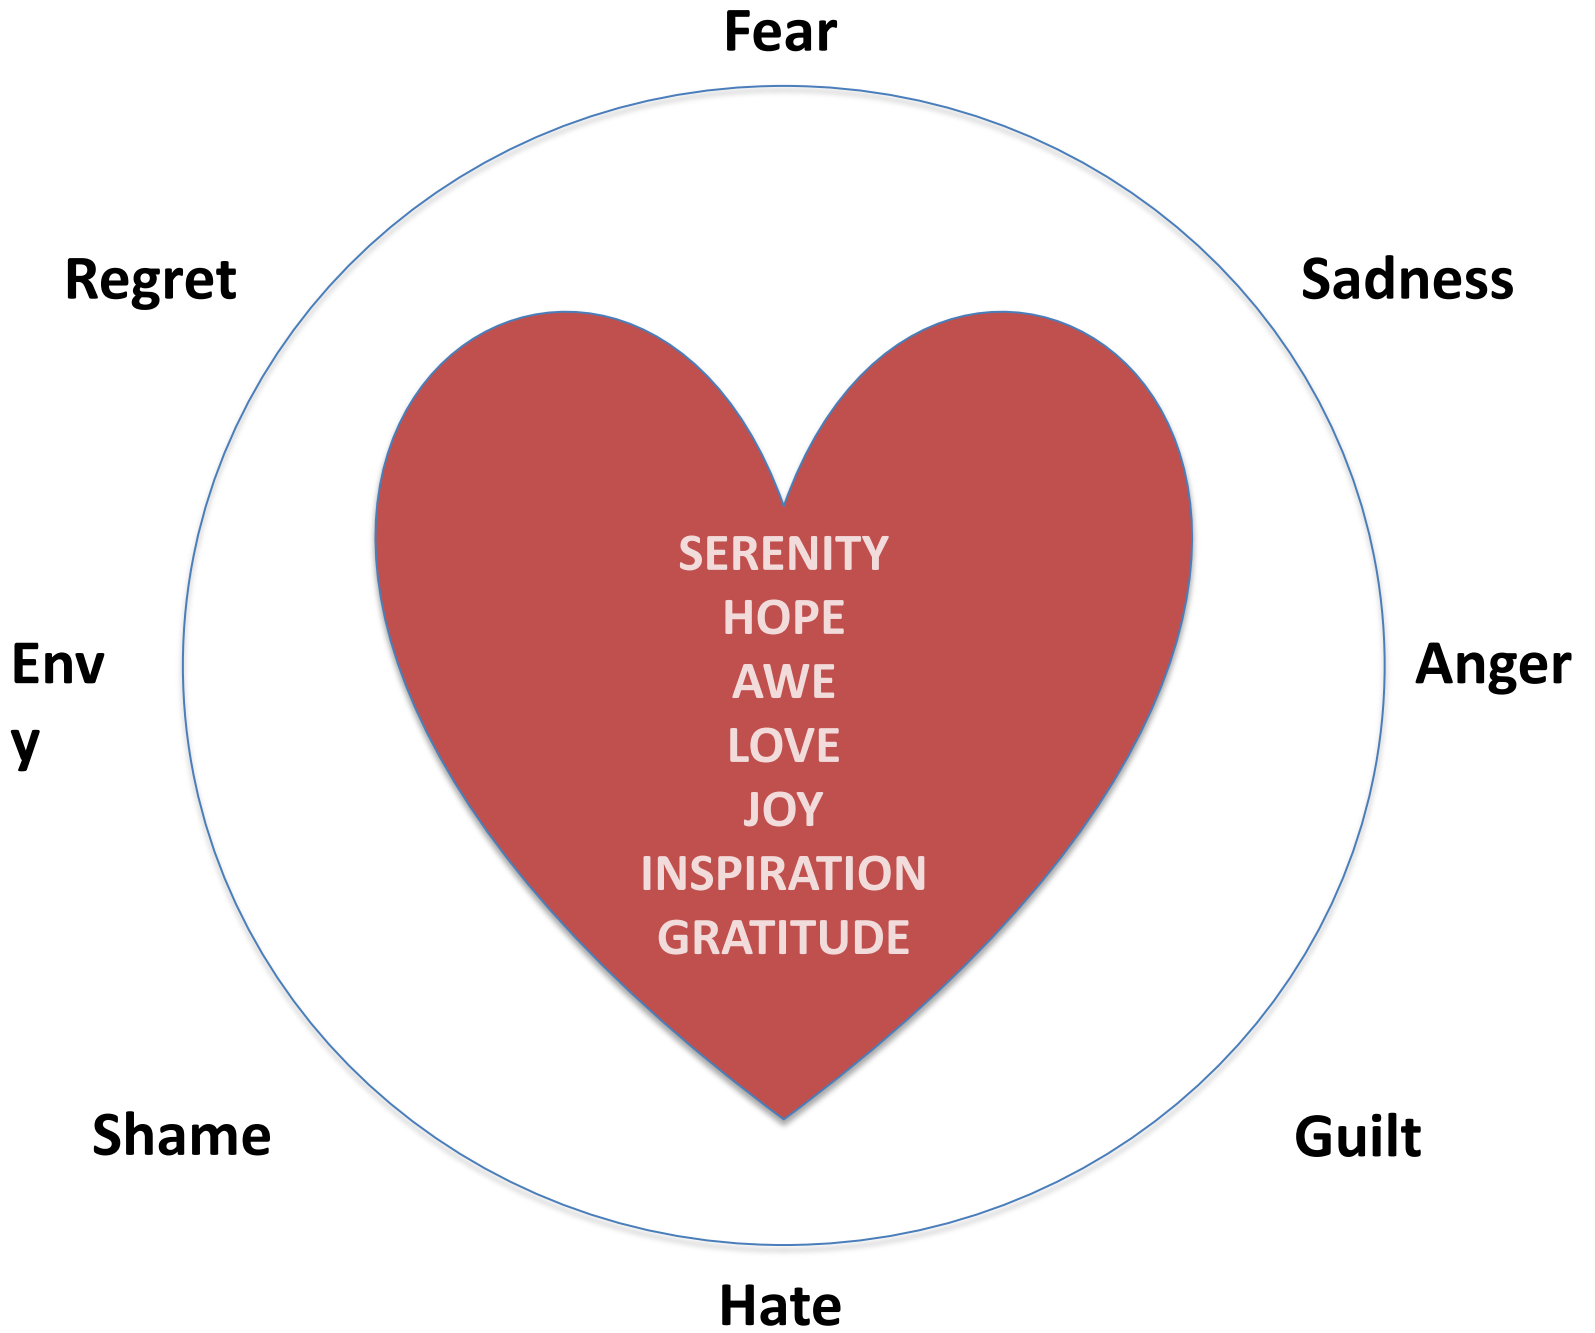 Fear
Regret
Sadness
SERENITY
HOPE
Env
y
Anger
AWE
LOVE
JOY
INSPIRATION
GRATITUDE
Shame
Guilt
Hate